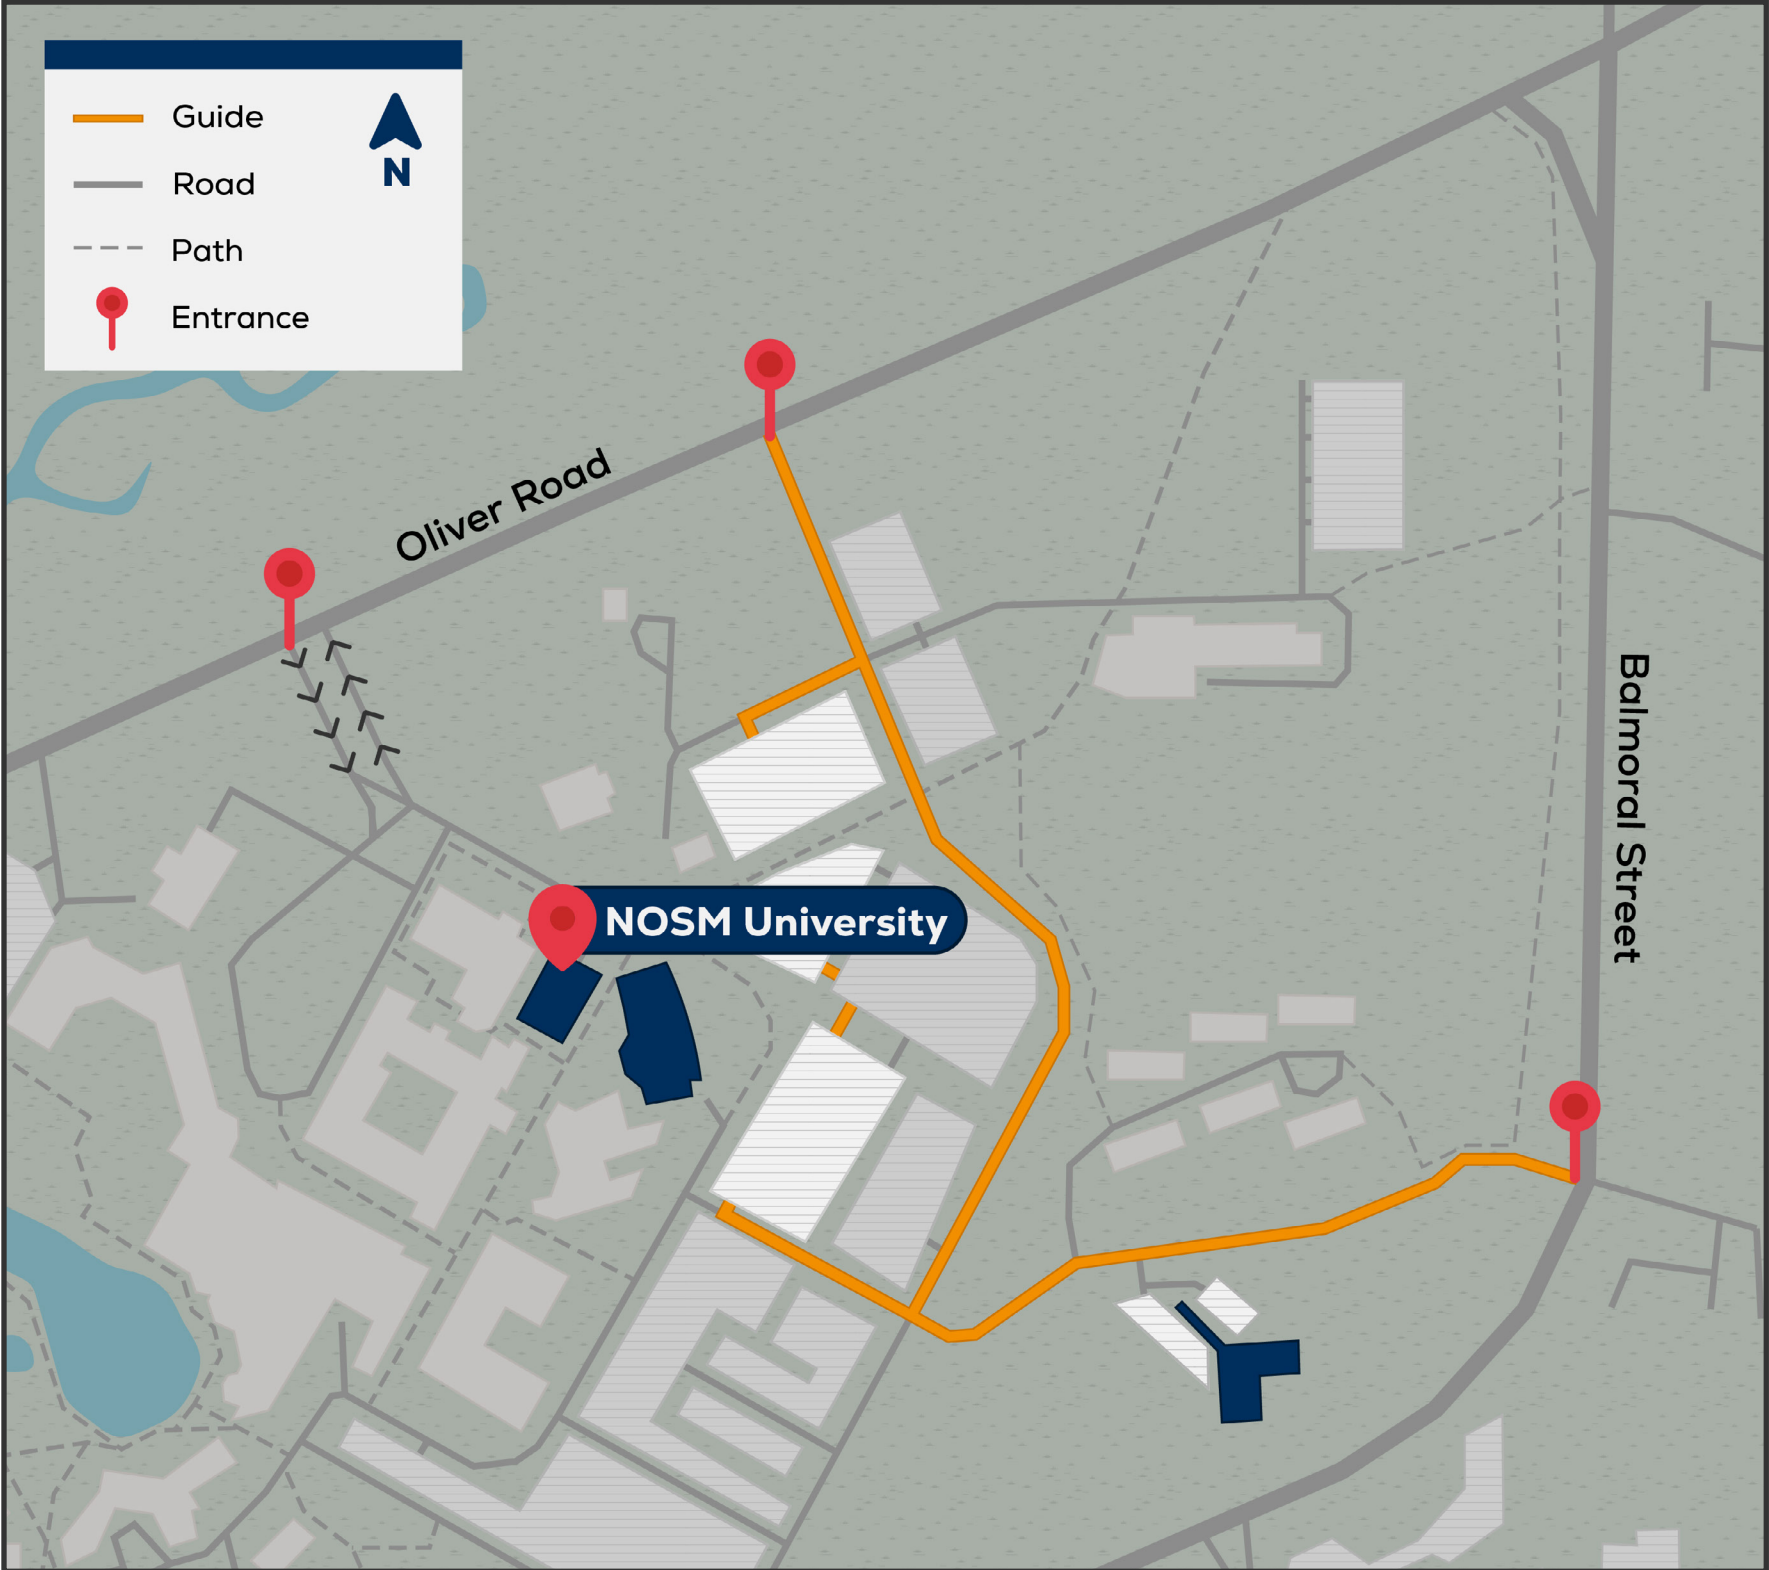 Guide
Road
Path
Entrance
N
Oliver Road
Balmoral Street
NOSM University